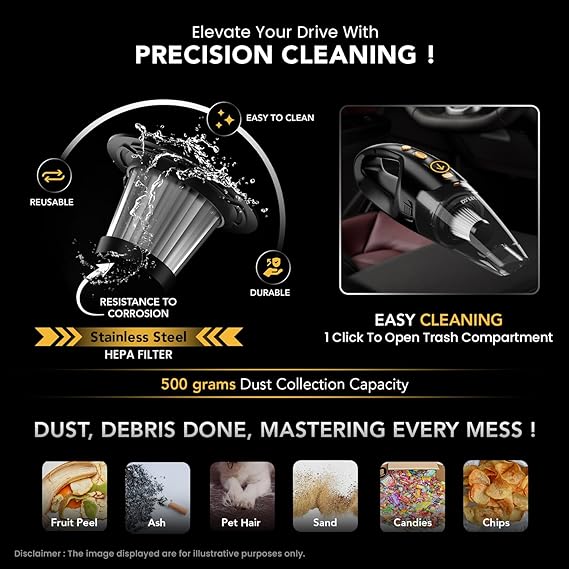 Elevate Your Drive With
PRECISION CLEANING !
EASY TO CLEAN
REUSABLE
DURABLE
RESISTANCE TO
CORROSION
Stainless Steel
HEPA FILTER
EASY CLEANING
1 Click To Open Trash Compartment
500 grams Dust Collection Capacity
DUST, DEBRIS DONE, MASTERING EVERY MESS !
Fruit Peel
Ash
Pet Hair
Sand
Candies
Chips
Disclaimer : The image displayed are for illustrative purposes only.